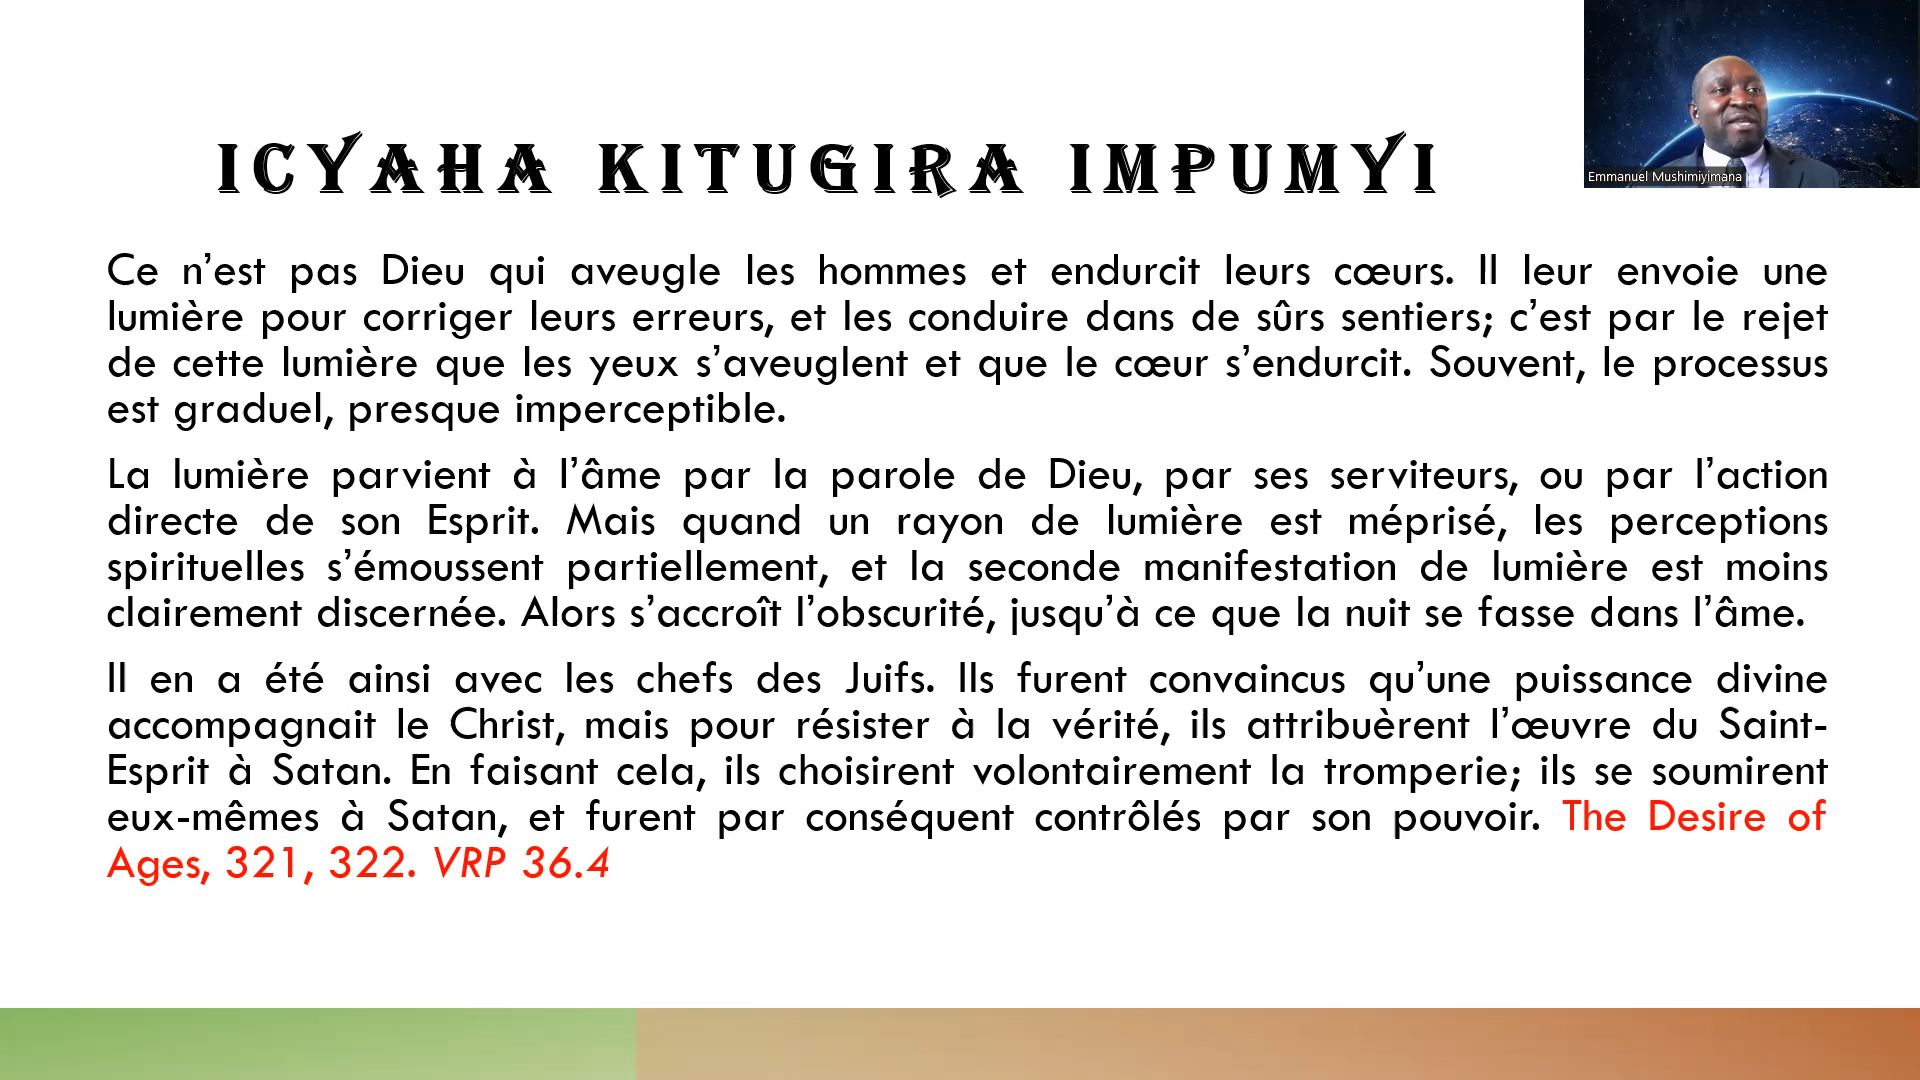 ICYAHA KITUGIRA IMPUMYI
Emmanuel Mushimiyimana
Ce n’est pas Dieu qui aveugle les hommes et endurcit leurs cœurs. Il leur envoie une
lumière pour corriger leurs erreurs, et les conduire dans de sûrs sentiers; c’est par le rejet
de cette lumière que les yeux s’aveuglent et que le cœur s’endurcit. Souvent, le processus
est graduel, presque imperceptible.
La lumière parvient à l’âme par la parole de Dieu, par ses serviteurs, ou par l’action
directe de son Esprit. Mais quand un rayon de lumière est méprisé, les perceptions
spirituelles s’émoussent partiellement, et la seconde manifestation de lumière est moins
clairement discernée. Alors s’accroît l’obscurité, jusqu’à ce que la nuit se fasse dans l’âme.
Il en a été ainsi avec les chefs des Juifs. Ils furent convaincus qu’une puissance divine
accompagnait le Christ, mais pour résister à la vérité, ils attribuèrent l’œuvre du Saint-
Esprit à Satan. En faisant cela, ils choisirent volontairement la tromperie; ils se soumirent
eux-mêmes à Satan, et furent par conséquent contrôlés par son pouvoir. The Desire of
Ages, 321, 322. VRP 36.4